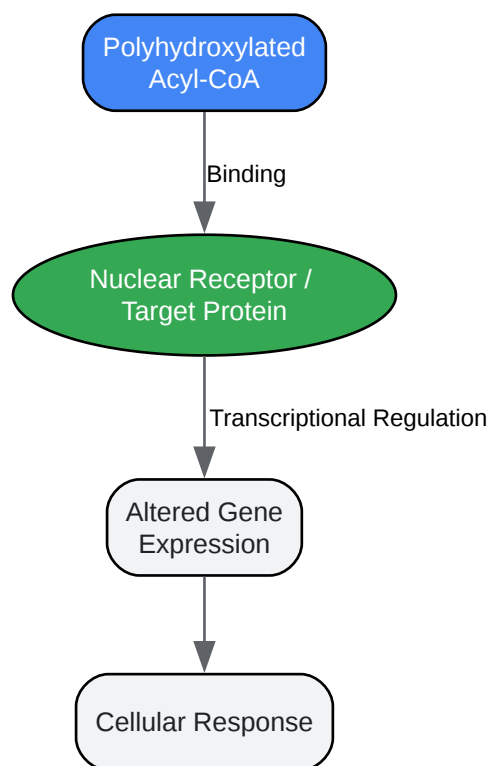 Polyhydroxylated
Acyl-CoA
Binding
Nuclear Receptor /
Target Protein
Transcriptional Regulation
Altered Gene
Expression
Cellular Response